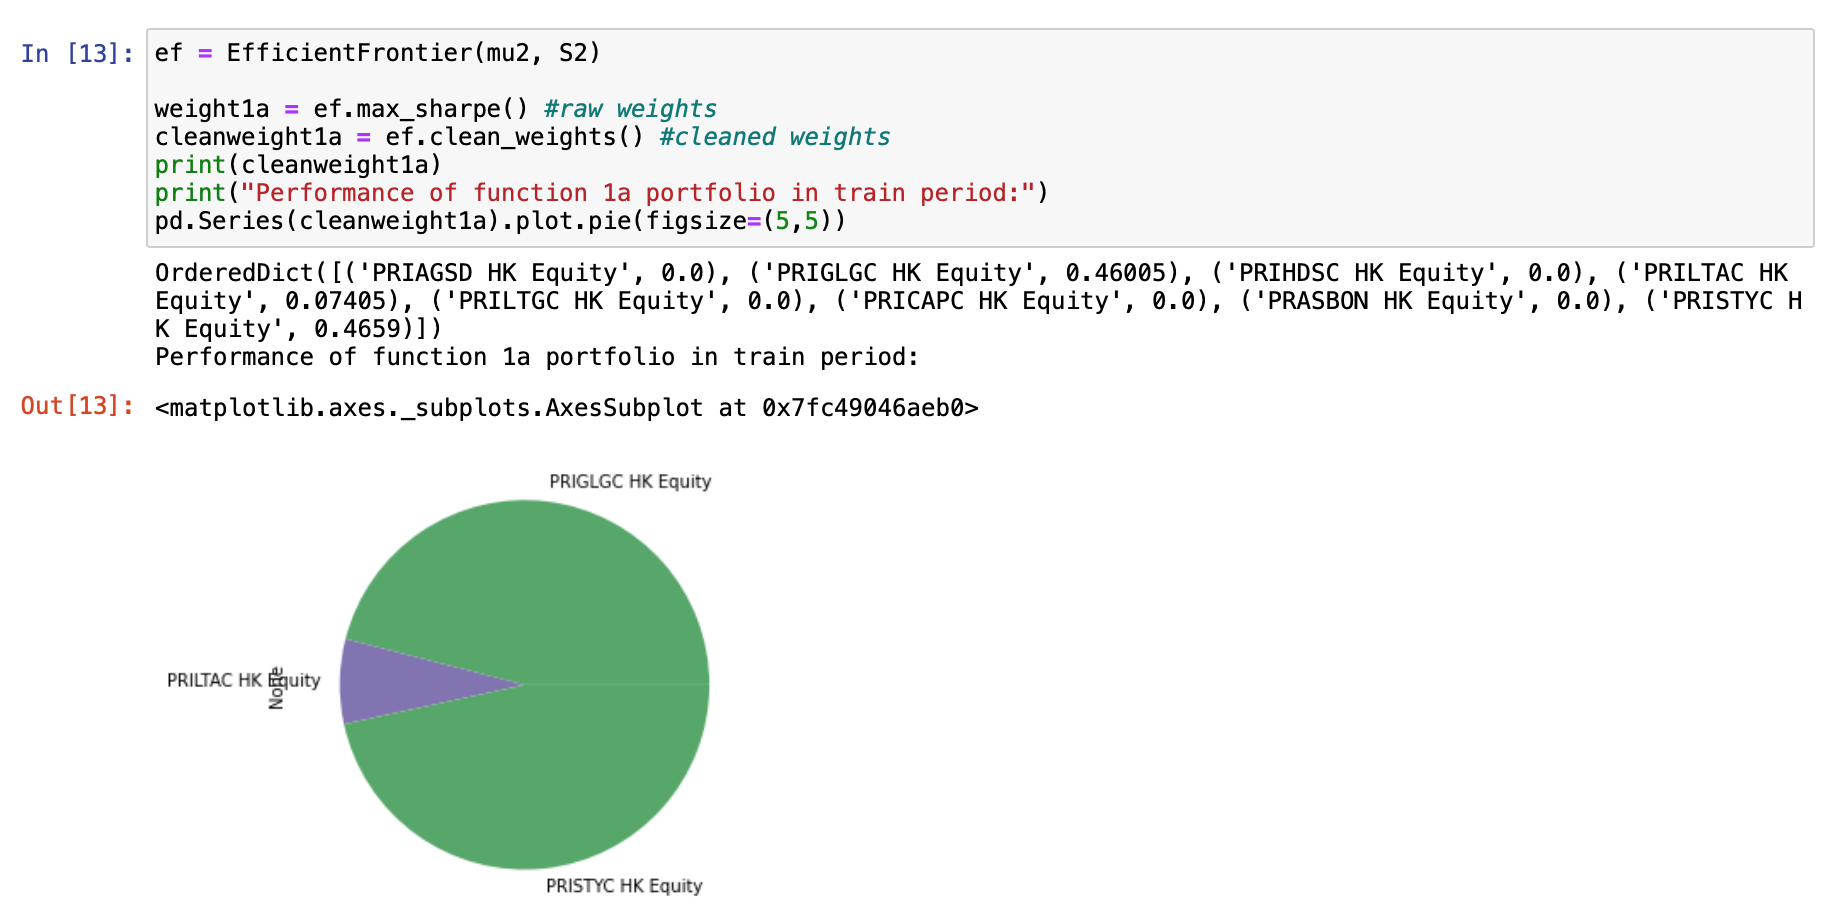 In [13]:
ef = EfficientFrontier(mu2, S2)
weight1a = ef.max_sharpe() #raw weights
cleanweight1a = ef.clean_weights() #cleaned weights
print(cleanweight1a)
print("Performance of function 1a portfolio in train period:")
pd.Series(cleanweight1a).plot.pie(figsize=(5,5))
OrderedDict([('PRIAGSD HK Equity', 0.0), ('PRIGLGC HK Equity', 0.46005), ('PRIHDSC HK Equity', 0.0), ('PRILTAC HK
Equity', 0.07405), ('PRILTGC HK Equity', 0.0), ('PRICAPC HK Equity', 0.0), ('PRASBON HK Equity', 0.0), ('PRISTYC H
K Equity', 0.4659)])
Performance of function 1a portfolio in train period:
Out[13]:
<matplotlib.axes._subplots.AxesSubplot at 0x7fc49046aeb0>
PRIGLGC HK Equity
PRILTAC HK Equity
None
PRISTYC HK Equity